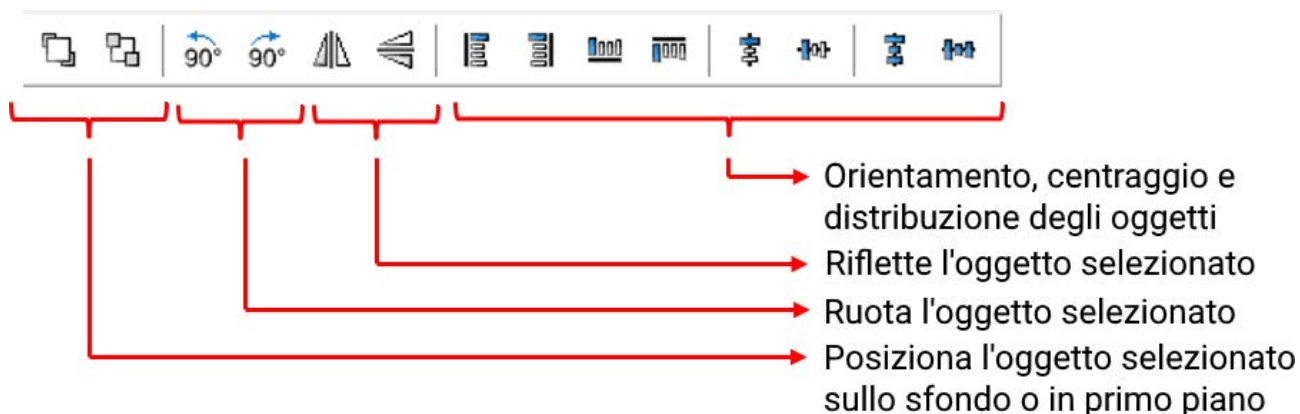 90° 90°
Orientamento, centraggio e
distribuzione degli oggetti
Riflette l'oggetto selezionato
Ruota l'oggetto selezionato
Posiziona l'oggetto selezionato
sullo sfondo o in primo piano